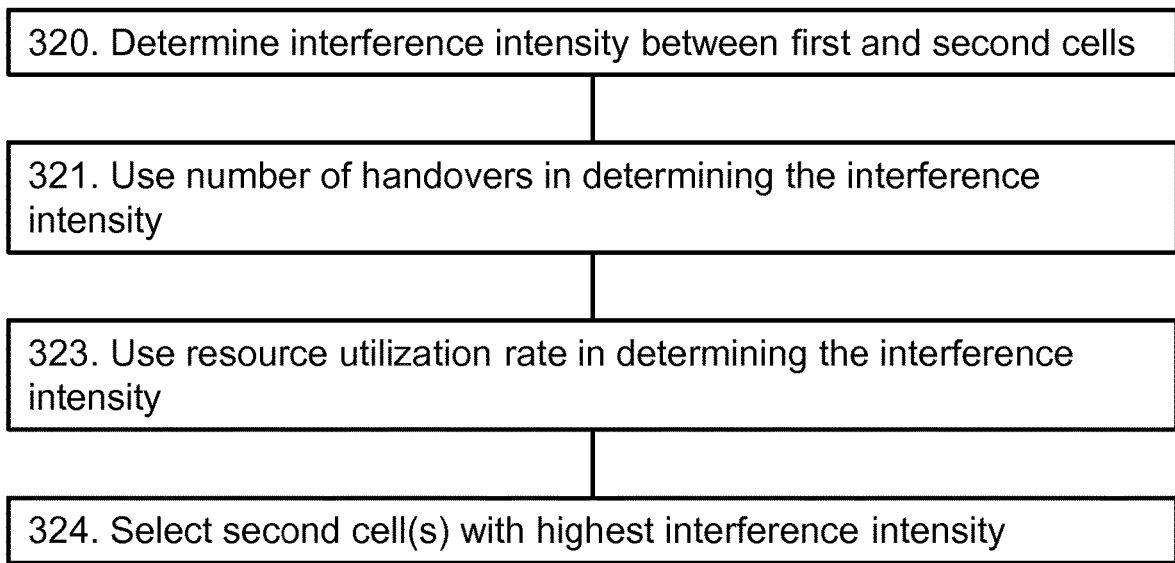 320. Determine interference intensity between first and second cells
321. Use number of handovers in determining the interference
intensity
323. Use resource utilization rate in determining the interference
intensity
324. Select second cell(s) with highest interference intensity